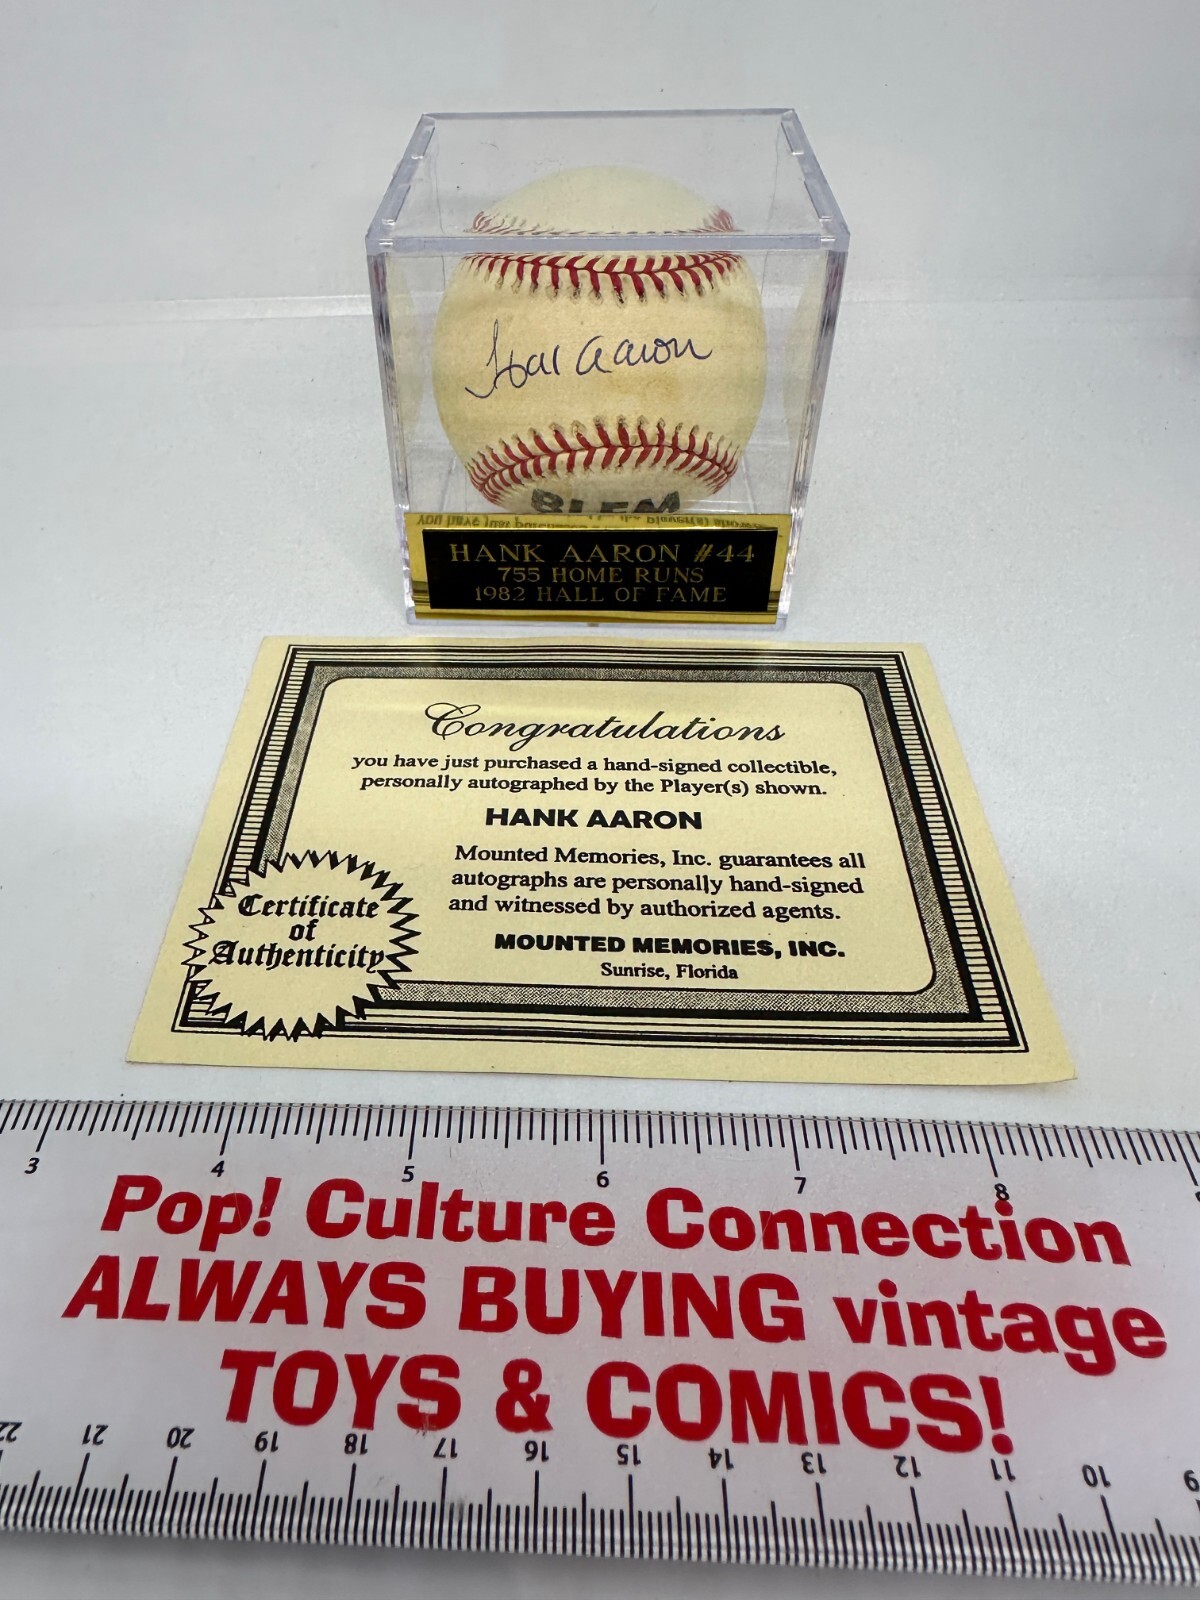 Hank Aaron
BLEM
HANK AARON #44
755 HOME RUNS
1982 HALL OF FAME
Congratulations
you have just purchased a hand-signed collectible,
personally autographed by the Player(s) shown.
HANK AARON
Mounted Memories, Inc. guarantees all
autographs are personally hand-signed
and witnessed by authorized agents.
MOUNTED MEMORIES, INC.
Sunrise, Florida
Certificate
of
Authenticity
3 4 5 6 7 8
Pop! Culture Connection
ALWAYS BUYING vintage
TOYS & COMICS!
22 21 20 19 18 17 16 15 14 13 12 11 10 9